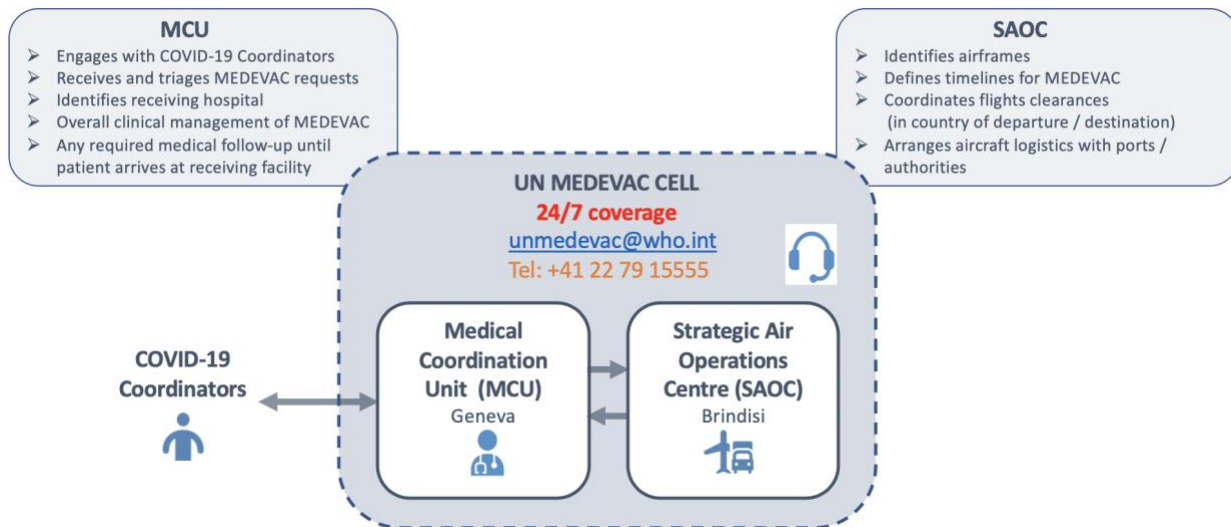 MCU
➢ Engages with COVID-19 Coordinators
➢ Receives and triages MEDEVAC requests
➢ Identifies receiving hospital
➢ Overall clinical management of MEDEVAC
➢ Any required medical follow-up until
patient arrives at receiving facility
SAOC
➢ Identifies airframes
➢ Defines timelines for MEDEVAC
➢ Coordinates flights clearances
(in country of departure / destination)
➢ Arranges aircraft logistics with ports /
authorities
UN MEDEVAC CELL
24/7 coverage
unmedevac@who.int
Tel: +41 22 79 15555
COVID-19
Coordinators
Medical
Coordination
Unit (MCU)
Geneva
Strategic Air
Operations
Centre (SAOC)
Brindisi